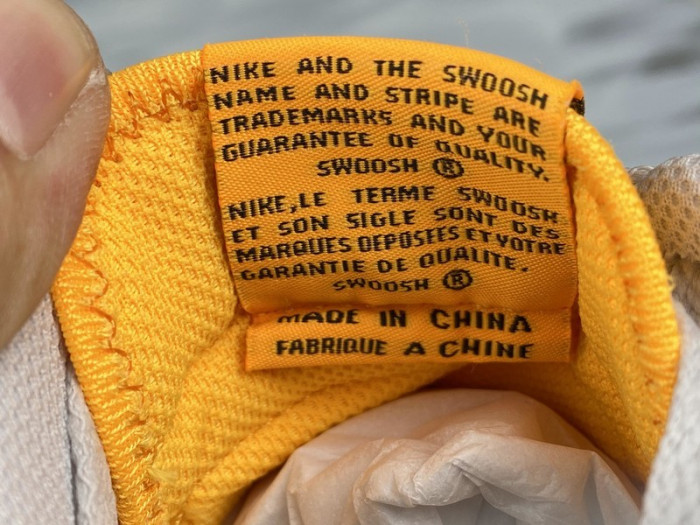 NIKE AND THE SWOOSH
NAME AND STRIPE ARE
TRADEMARKS AND YOUR
GUARANTEE OF QUALITY.
SWOOSH ®
NIKE,LE TERME SWOOSH
ET SON SIGLE SONT DES
MARQUES DEPOSEES ET VOTRE
GARANTIE DE QUALITE.
SWOOSH ®
MADE IN CHINA
FABRIQUE A CHINE